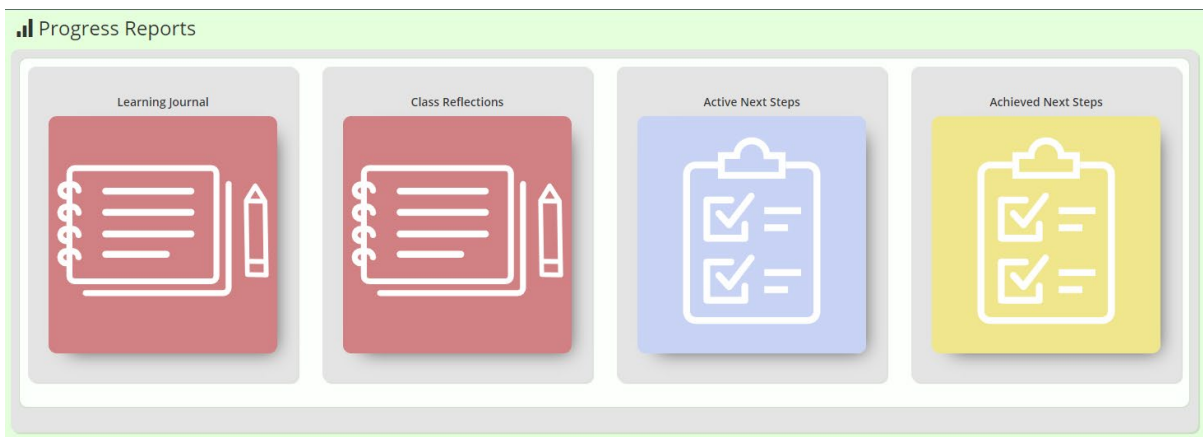 Progress Reports
Learning Journal
Class Reflections
Active Next Steps
Achieved Next Steps